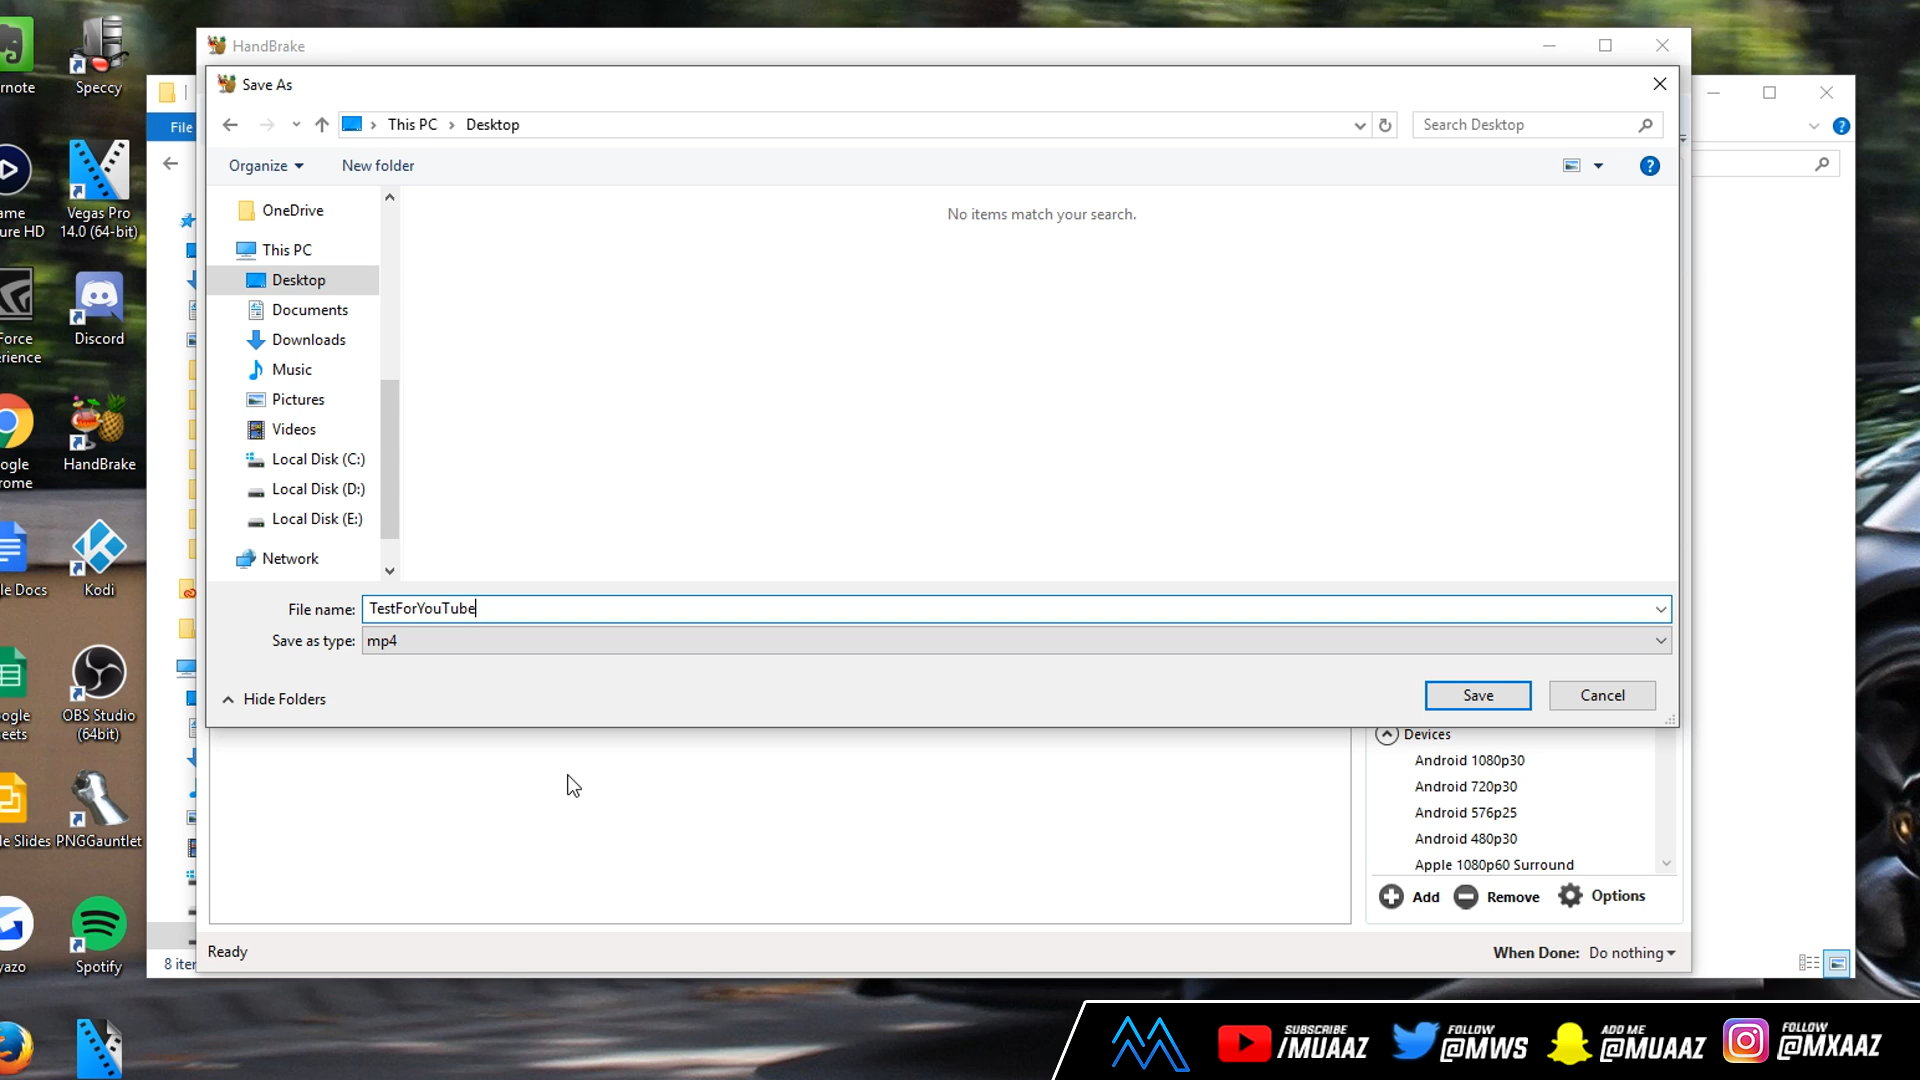 HandBrake
Save As
This PC
Desktop
Search Desktop
File
Organize
New folder
OneDrive
This PC
Desktop
Documents
Downloads
Music
Pictures
Videos
Local Disk (C:)
Local Disk (D:)
Local Disk (E:)
Network
No items match your search.
File name:
TestForYouTube
Save as type:
mp4
Hide Folders
Save
Cancel
Devices
Android 1080p30
Android 720p30
Android 576p25
Android 480p30
Apple 1080p60 Surround
Add
Remove
Options
Ready
When Done:
Do nothing
8 iter
rnote
Speccy
ame
ure HD
Vegas Pro
14.0 (64-bit)
Force
erience
Discord
ogle
rome
HandBrake
le Docs
Kodi
ogle
eets
OBS Studio
(64bit)
le Slides
PNGGauntlet
yazo
Spotify
SUBSCRIBE
/MUAAZ
FOLLOW
@MWS
ADD ME
@MUAAZ
FOLLOW
@MXAAZ